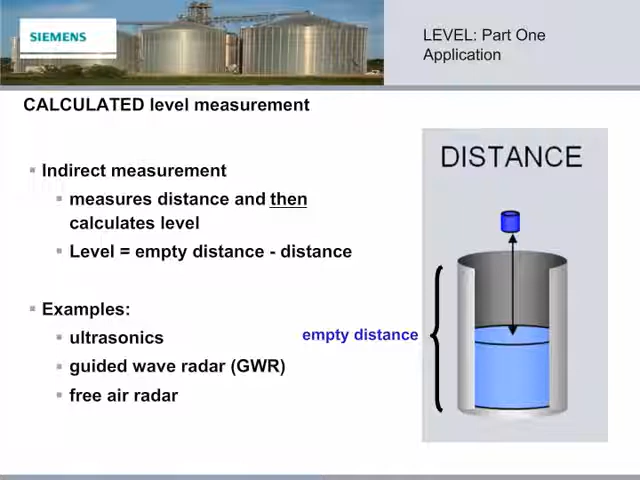 SIEMENS
LEVEL: Part One
Application
CALCULATED level measurement
Indirect measurement
measures distance and then
calculates level
Level = empty distance - distance
Examples:
ultrasonics
guided wave radar (GWR)
free air radar
DISTANCE
empty distance